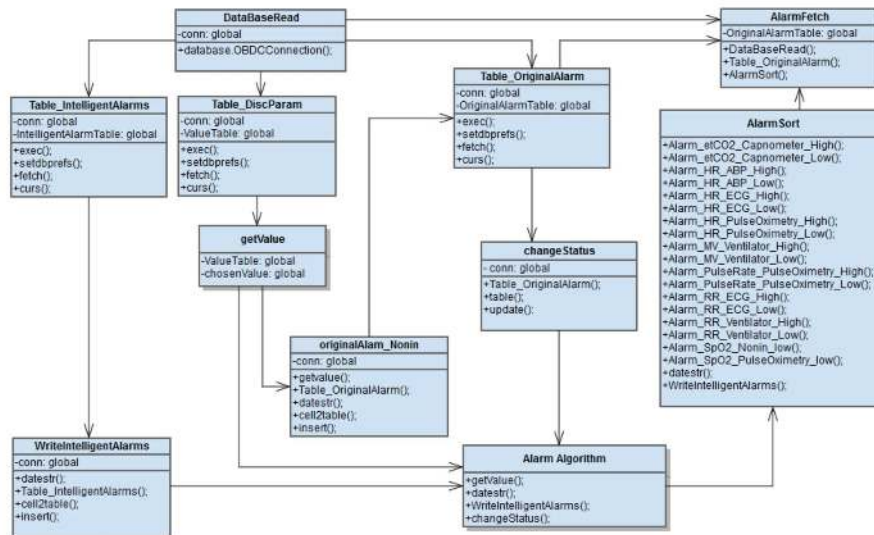 DataBaseRead
-conn: global
+database.OBDCConnection();
AlarmFetch
-OriginalAlarmTable: global
+DataBaseRead();
+Table_OriginalAlarm();
+AlarmSort();
Table_IntelligentAlarms
-conn: global
-IntelligentAlarmTable: global
+exec();
+setdbprefs();
+fetch();
+curs();
Table_DiscParam
-conn: global
-ValueTable: global
+exec();
+setdbprefs();
+fetch();
+curs();
Table_OriginalAlarm
-conn: global
-OriginalAlarmTable: global
+exec();
+setdbprefs();
+fetch();
+curs();
AlarmSort
+Alarm_etCO2_Capnometer_High();
+Alarm_etCO2_Capnometer_Low();
+Alarm_HR_ABP_High();
+Alarm_HR_ABP_Low();
+Alarm_HR_ECG_High();
+Alarm_HR_ECG_Low();
+Alarm_HR_PulseOximetry_High();
+Alarm_HR_PulseOximetry_Low();
+Alarm_MV_Ventilator_High();
+Alarm_MV_Ventilator_Low();
+Alarm_PulseRate_PulseOximetry_High();
+Alarm_PulseRate_PulseOximetry_Low();
+Alarm_RR_ECG_High();
+Alarm_RR_ECG_Low();
+Alarm_RR_Ventilator_High();
+Alarm_RR_Ventilator_Low();
+Alarm_SpO2_Nonin_low();
+Alarm_SpO2_PulseOximetry_low();
+datestr();
+WriteIntelligentAlarms();
getValue
-ValueTable: global
-chosenValue: global
changeStatus
- conn: global
+Table_OriginalAlarm();
+table();
+update();
originalAlam_Nonin
-conn: global
+getvalue();
+Table_OriginalAlarm();
+datestr();
+cell2table();
+insert();
WriteIntelligentAlarms
-conn: global
+datestr();
+Table_IntelligentAlarms();
+cell2table();
+insert();
Alarm Algorithm
+getValue();
+datestr();
+WriteIntelligentAlarms();
+changeStatus();